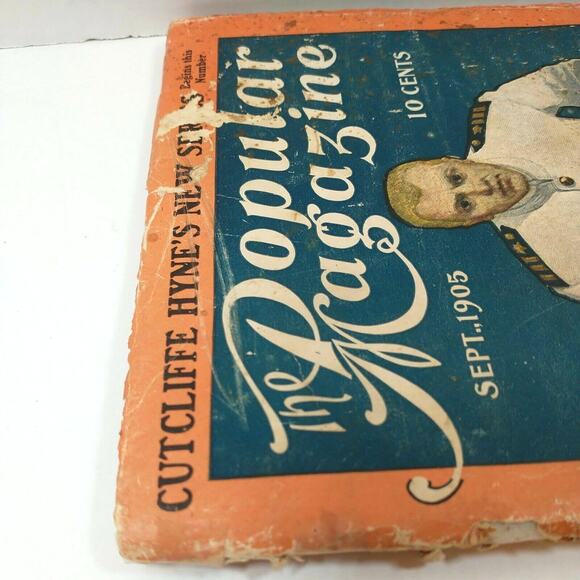 CUTCLIFFE HYNE'S NEW SERIES Begins this
Number
The Popular
Magazine
SEPT., 1905
10 CENTS